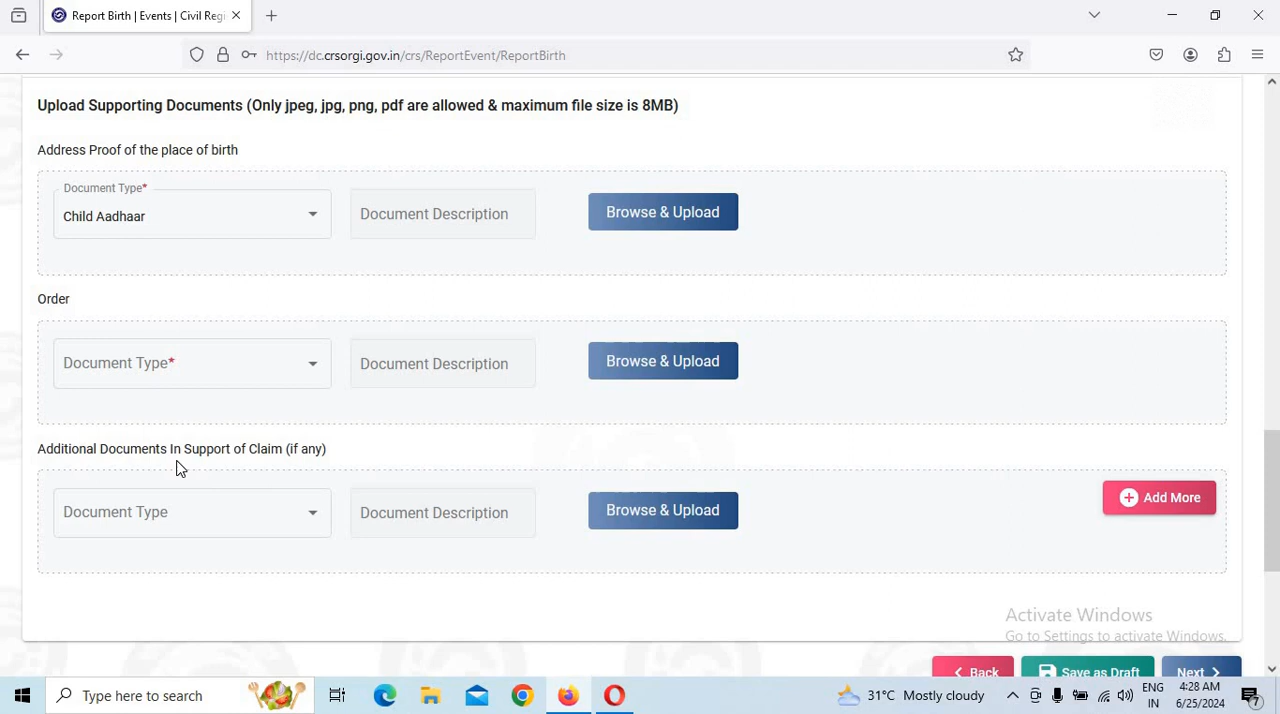 Report Birth | Events | Civil Regi
https://dc.crsorgi.gov.in/crs/ReportEvent/ReportBirth
Upload Supporting Documents (Only jpeg, jpg, png, pdf are allowed & maximum file size is 8MB)
Address Proof of the place of birth
Document Type*
Child Aadhaar
Document Description
Browse & Upload
Order
Document Type*
Document Description
Browse & Upload
Additional Documents In Support of Claim (if any)
Document Type
Document Description
Browse & Upload
Add More
Activate Windows
Go to Settings to activate Windows.
Back
Save as Draft
Next
Type here to search
31°C Mostly cloudy
ENG
IN
4:28 AM
6/25/2024
7